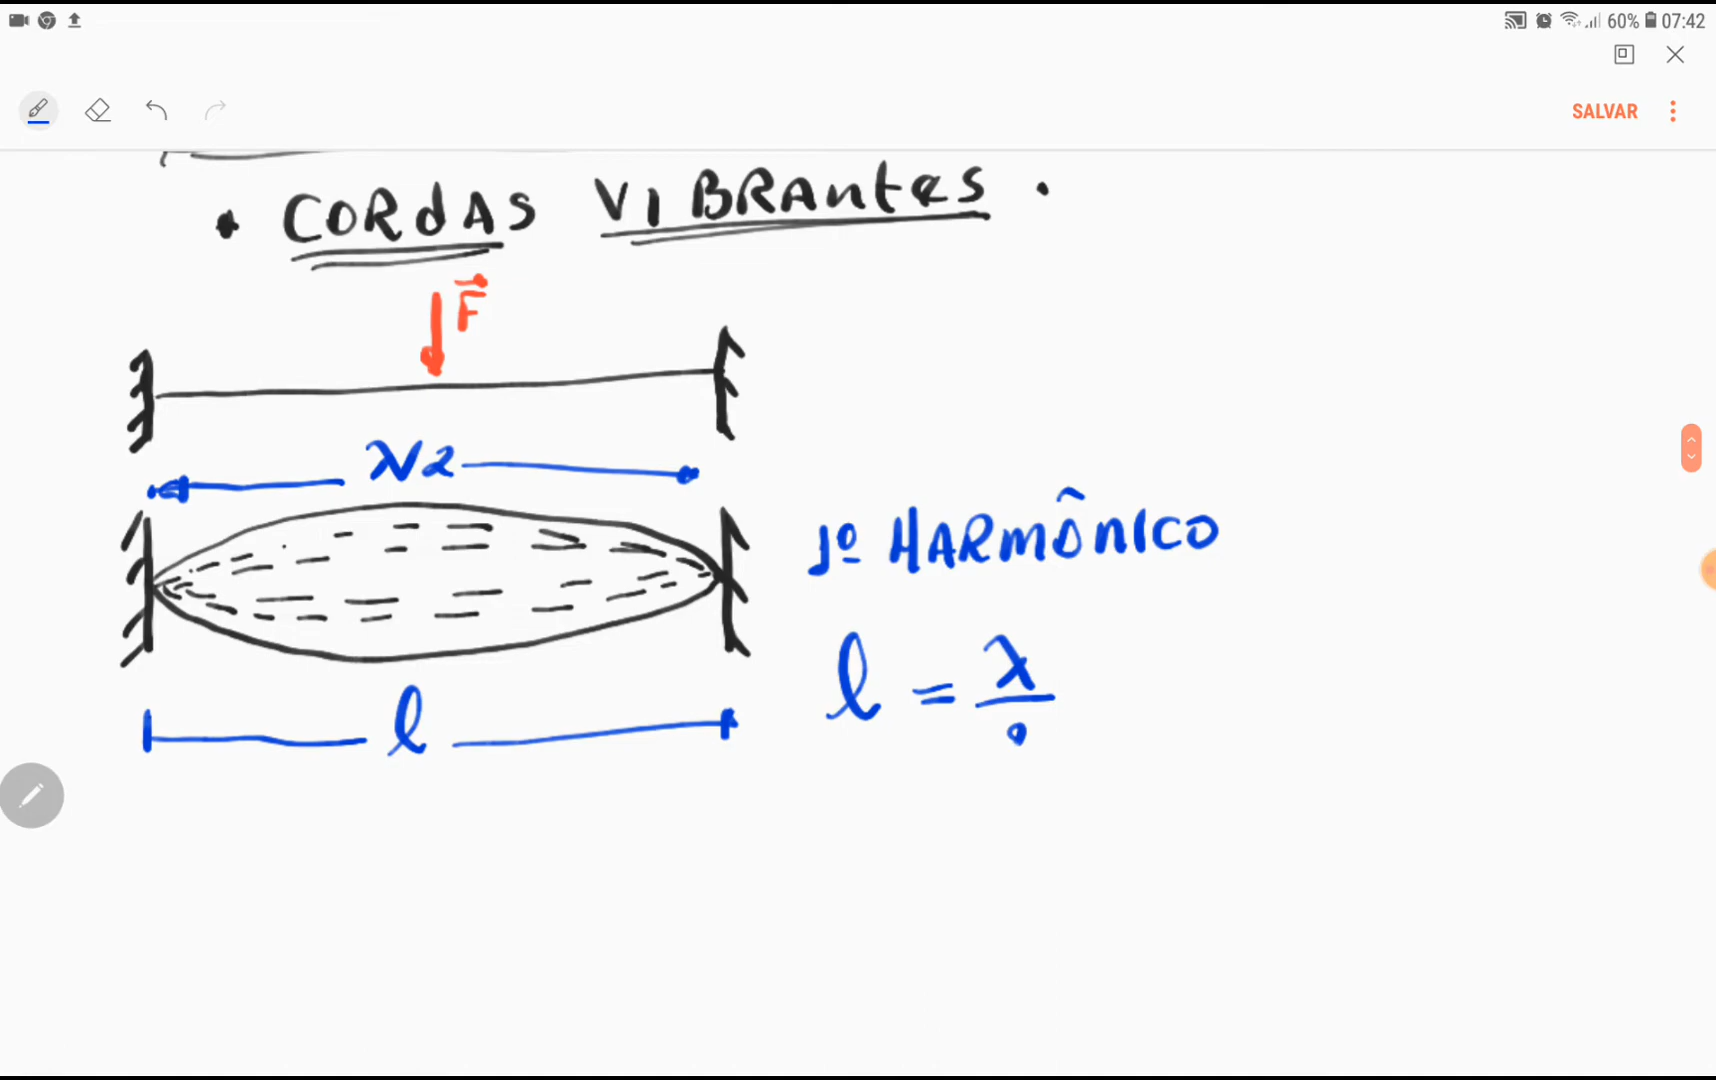 60% 07:42
SALVAR
• CORdAS VIBRAntes •
F
λ/2
1º HARMÔNICO
l = λ/
l